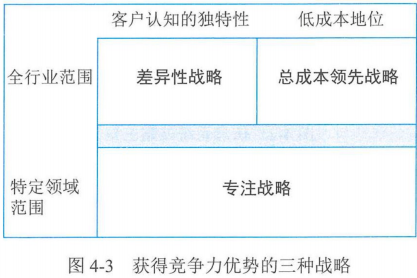 客户认知的独特性 低成本地位
全行业范围 差异性战略 总成本领先战略
特定领域
范围
专注战略
图 4-3 获得竞争力优势的三种战略